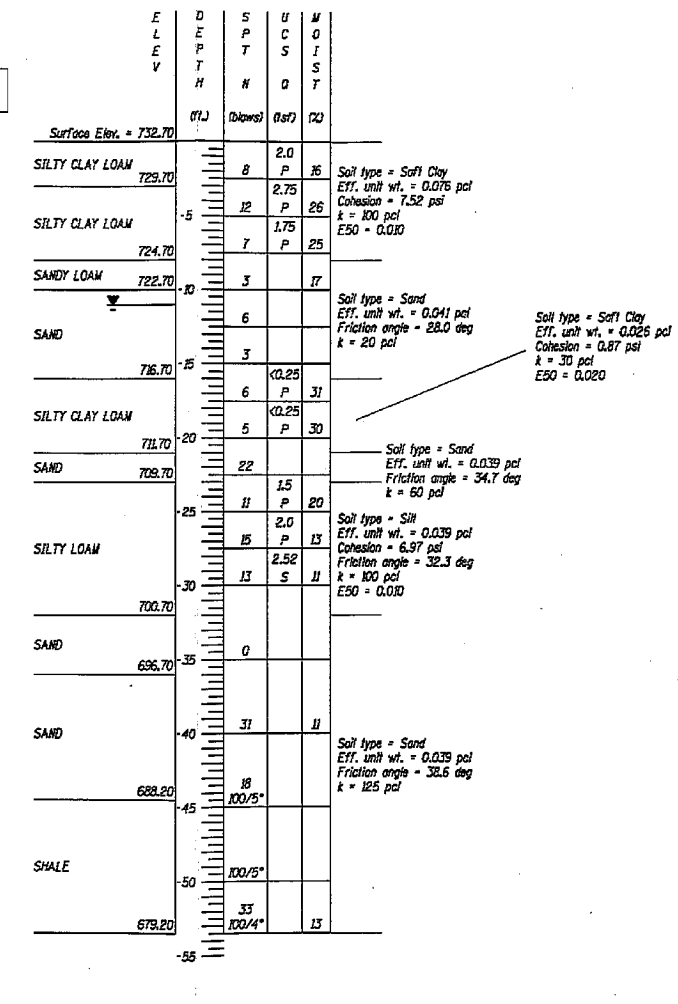 E D S U M
L E P C O
E P T S I
V T S
H N Q T
(ft.) (blows) (tsf) (%)
Surface Elev. = 732.70
2.0
SILTY CLAY LOAM 8 P 16
729.70
2.75
12 P 26
-5
1.75
SILTY CLAY LOAM
7 P 25
724.70
SANDY LOAM 722.70 3 17
-10
6
SAND
3
716.70 -15
<0.25
6 P 31
SILTY CLAY LOAM
<0.25
5 P 30
711.70 -20
SAND 22
709.70
1.5
11 P 20
-25
2.0
15 P 13
SILTY LOAM
2.52
13 S 11
-30
700.70
SAND 0
696.70 -35
31 11
SAND -40
18
688.20 100/5"
-45
SHALE 100/5"
-50
33
679.20 100/4" 13
-55
Soil type = Soft Clay
Eff. unit wt. = 0.076 pci
Cohesion = 7.52 psi
k = 100 pci
E50 = 0.010
Soil type = Sand
Eff. unit wt. = 0.041 pci
Friction angle = 28.0 deg
k = 20 pci
Soil type = Soft Clay
Eff. unit wt. = 0.026 pci
Cohesion = 0.87 psi
k = 30 pci
E50 = 0.020
Soil type = Sand
Eff. unit wt. = 0.039 pci
Friction angle = 34.7 deg
k = 60 pci
Soil type = Silt
Eff. unit wt. = 0.039 pci
Cohesion = 6.97 psi
Friction angle = 32.3 deg
k = 100 pci
E50 = 0.010
Soil type = Sand
Eff. unit wt. = 0.039 pci
Friction angle = 38.6 deg
k = 125 pci